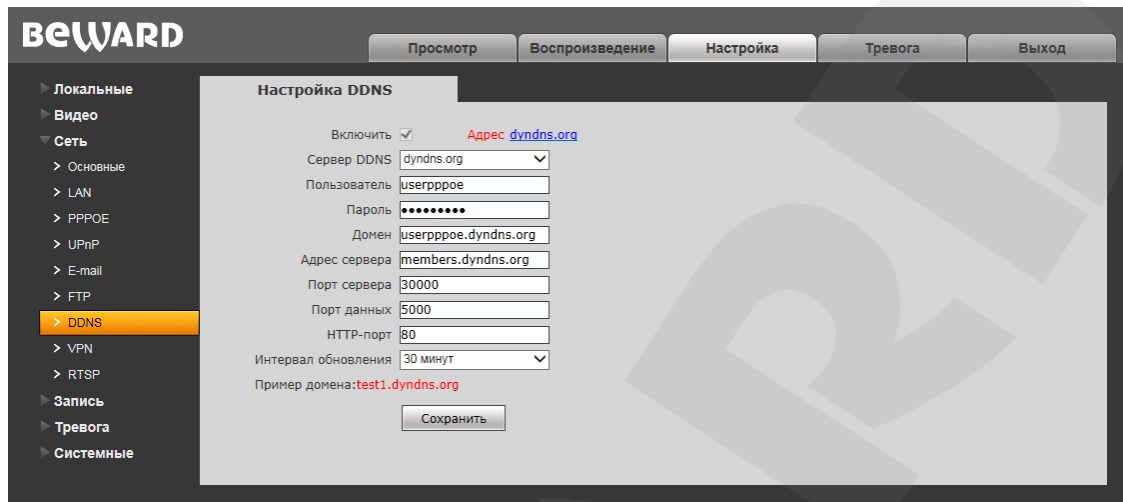 BEWARD
Просмотр Воспроизведение Настройка Тревога Выход
Локальные
Видео
Сеть
> Основные
> LAN
> PPPOE
> UPnP
> E-mail
> FTP
> DDNS
> VPN
> RTSP
Запись
Тревога
Системные
Настройка DDNS
Включить Адрес dyndns.org
Сервер DDNS dyndns.org
Пользователь userpppoe
Пароль ●●●●●●●●●
Домен userpppoe.dyndns.org
Адрес сервера members.dyndns.org
Порт сервера 30000
Порт данных 5000
HTTP-порт 80
Интервал обновления 30 минут
Пример домена:test1.dyndns.org
Сохранить